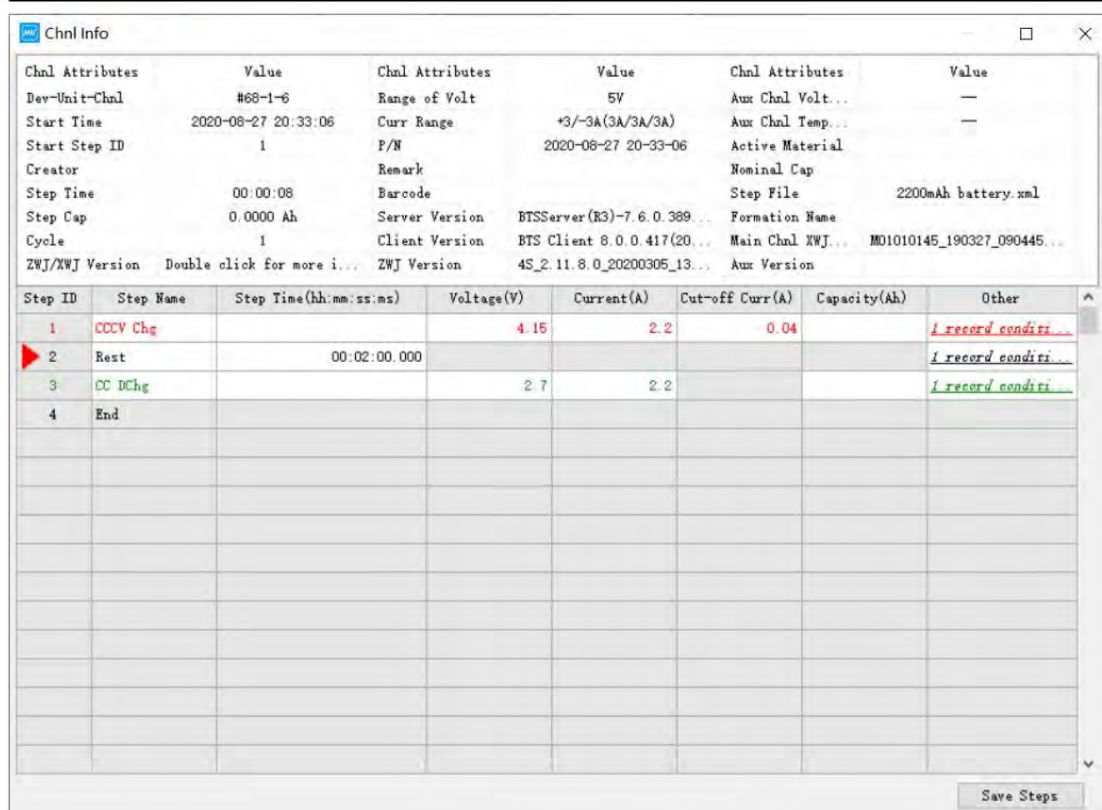 Chnl Info
Chnl Attributes Value Chnl Attributes Value Chnl Attributes Value
Dev-Unit-Chnl #68-1-6 Range of Volt 5V Aux Chnl Volt... —
Start Time 2020-08-27 20:33:06 Curr Range +3/-3A(3A/3A/3A) Aux Chnl Temp... —
Start Step ID 1 P/N 2020-08-27 20-33-06 Active Material
Creator Remark Nominal Cap
Step Time 00:00:08 Barcode Step File 2200mAh battery.xml
Step Cap 0.0000 Ah Server Version BTSServer(R3)-7.6.0.389... Formation Name
Cycle 1 Client Version BTS Client 8.0.0.417(20... Main Chnl XWJ... M01010145_190327_090445...
ZWJ/XWJ Version Double click for more i... ZWJ Version 4S_2.11.8.0_20200305_13... Aux Version
Step ID Step Name Step Time(hh:mm:ss:ms) Voltage(V) Current(A) Cut-off Curr(A) Capacity(Ah) Other
1 CCCV Chg 4.15 2.2 0.04 1 record conditi...
2 Rest 00:02:00.000 1 record conditi...
3 CC DChg 2.7 2.2 1 record conditi...
4 End
Save Steps